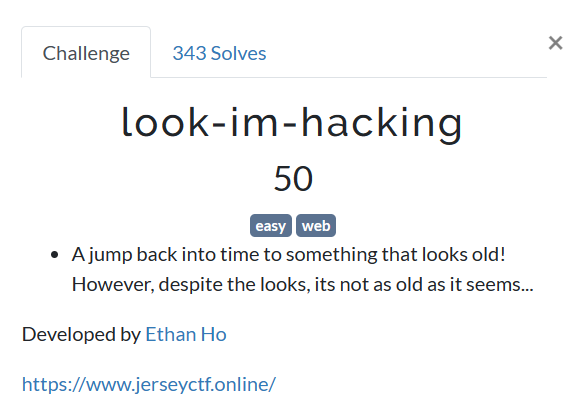 Challenge
343 Solves
×
look-im-hacking
50
easy web
• A jump back into time to something that looks old!
However, despite the looks, its not as old as it seems...
Developed by Ethan Ho
https://www.jerseyctf.online/